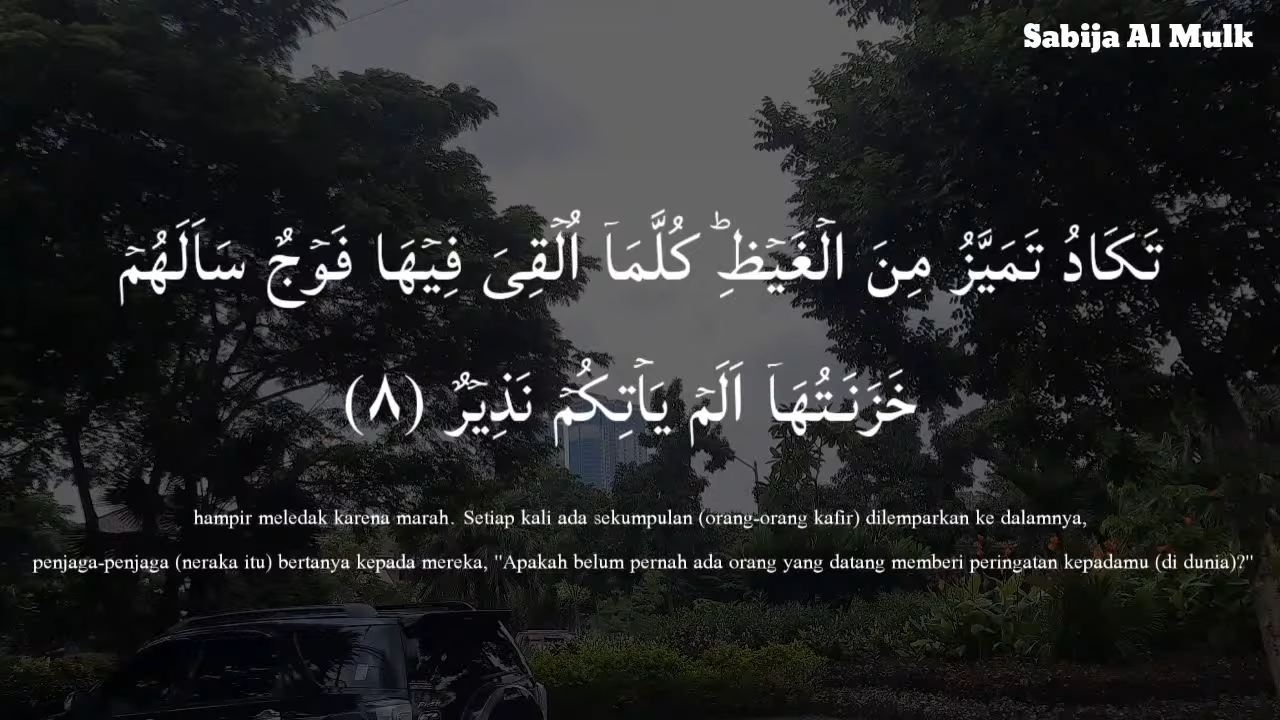 Sabija Al Mulk
تَكَادُ تَمَيَّزُ مِنَ الْغَيْظِۗ كُلَّمَآ اُلْقِيَ فِيْهَا فَوْجٌ سَاَلَهُمْ
خَزَنَتُهَآ اَلَمْ يَأْتِكُمْ نَذِيْرٌ (٨)
hampir meledak karena marah. Setiap kali ada sekumpulan (orang-orang kafir) dilemparkan ke dalamnya,
penjaga-penjaga (neraka itu) bertanya kepada mereka, "Apakah belum pernah ada orang yang datang memberi peringatan kepadamu (di dunia)?"